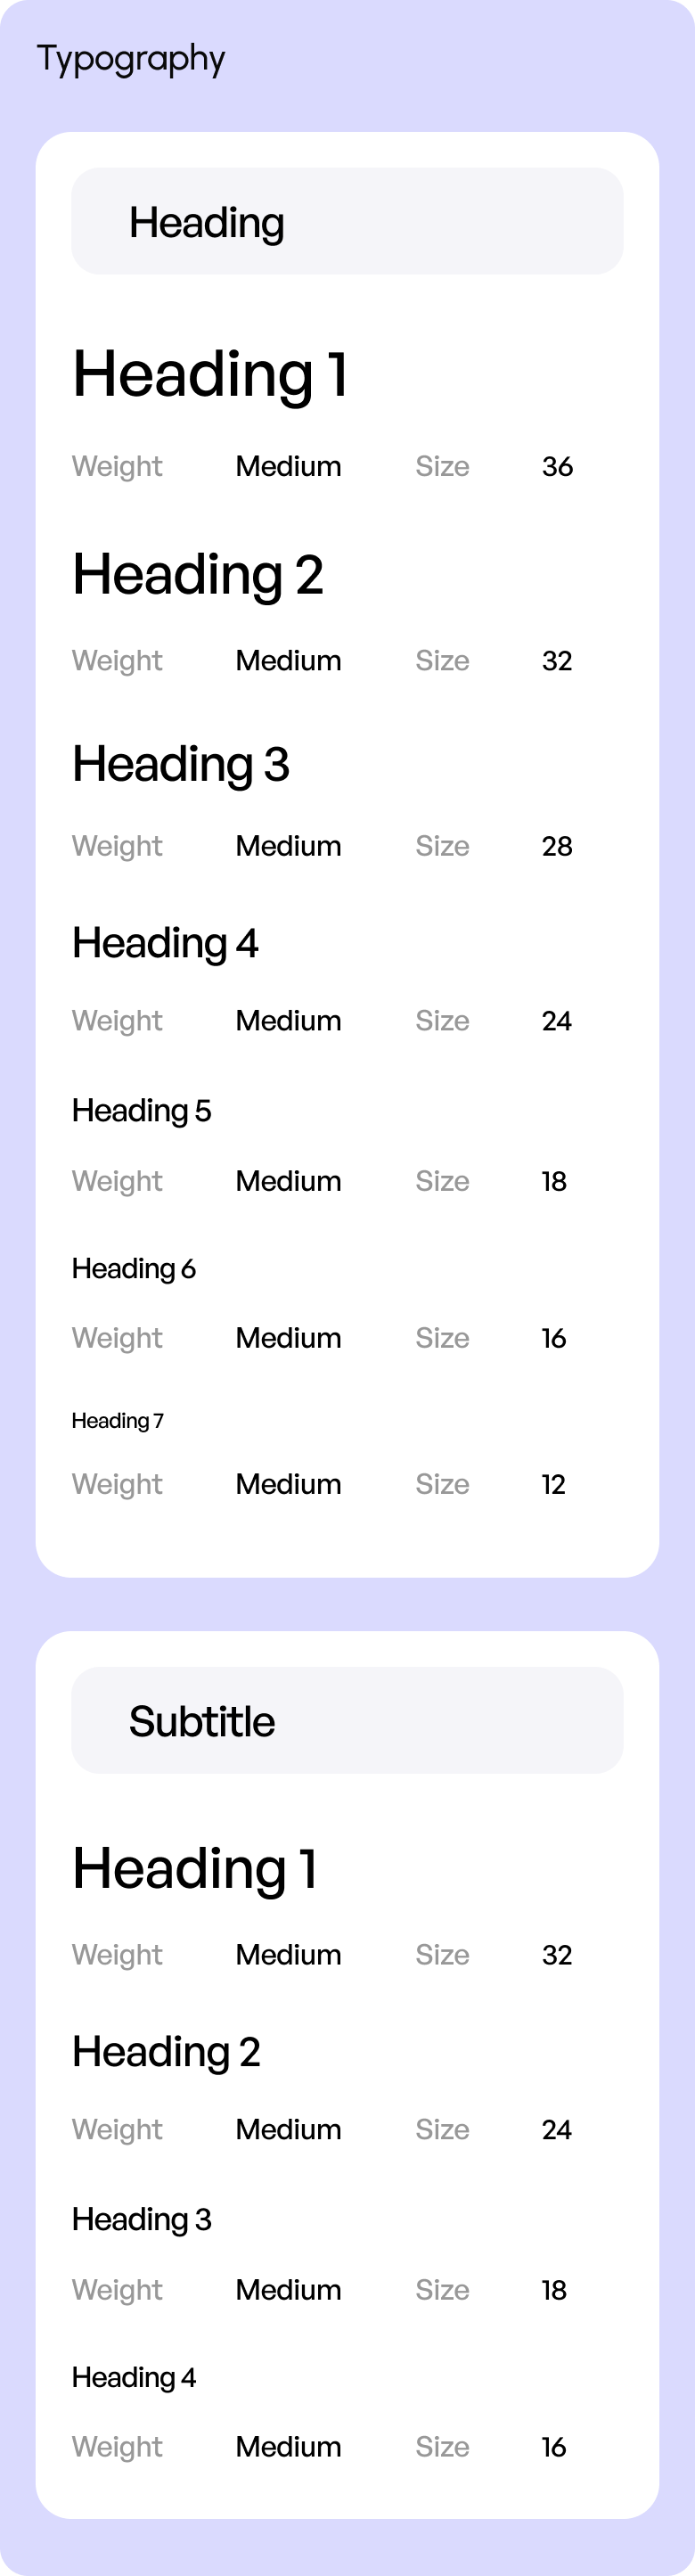 Typography
Heading
Heading 1
Weight Medium Size 36
Heading 2
Weight Medium Size 32
Heading 3
Weight Medium Size 28
Heading 4
Weight Medium Size 24
Heading 5
Weight Medium Size 18
Heading 6
Weight Medium Size 16
Heading 7
Weight Medium Size 12
Subtitle
Heading 1
Weight Medium Size 32
Heading 2
Weight Medium Size 24
Heading 3
Weight Medium Size 18
Heading 4
Weight Medium Size 16